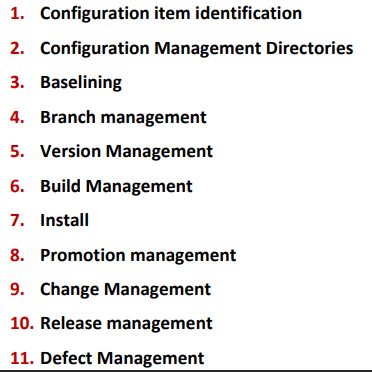 1. Configuration item identification
2. Configuration Management Directories
3. Baselining
4. Branch management
5. Version Management
6. Build Management
7. Install
8. Promotion management
9. Change Management
10. Release management
11. Defect Management